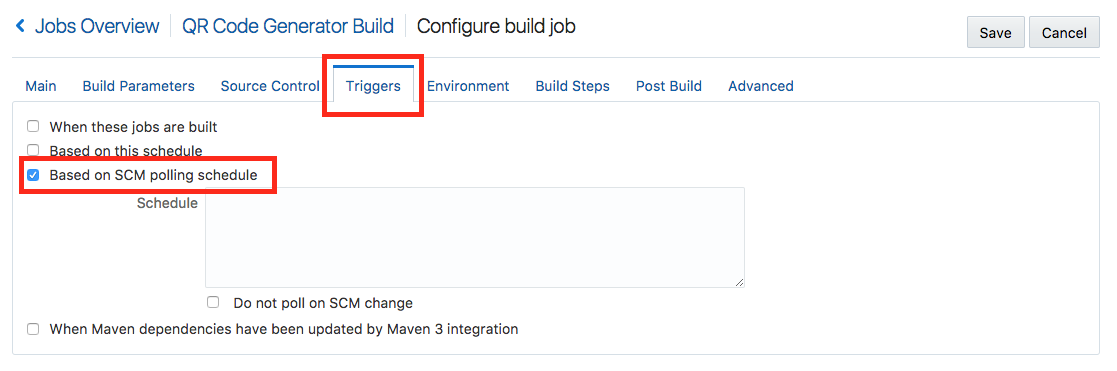 Jobs Overview QR Code Generator Build Configure build job Save Cancel
Main Build Parameters Source Control Triggers Environment Build Steps Post Build Advanced
When these jobs are built
Based on this schedule
Based on SCM polling schedule
Schedule
Do not poll on SCM change
When Maven dependencies have been updated by Maven 3 integration